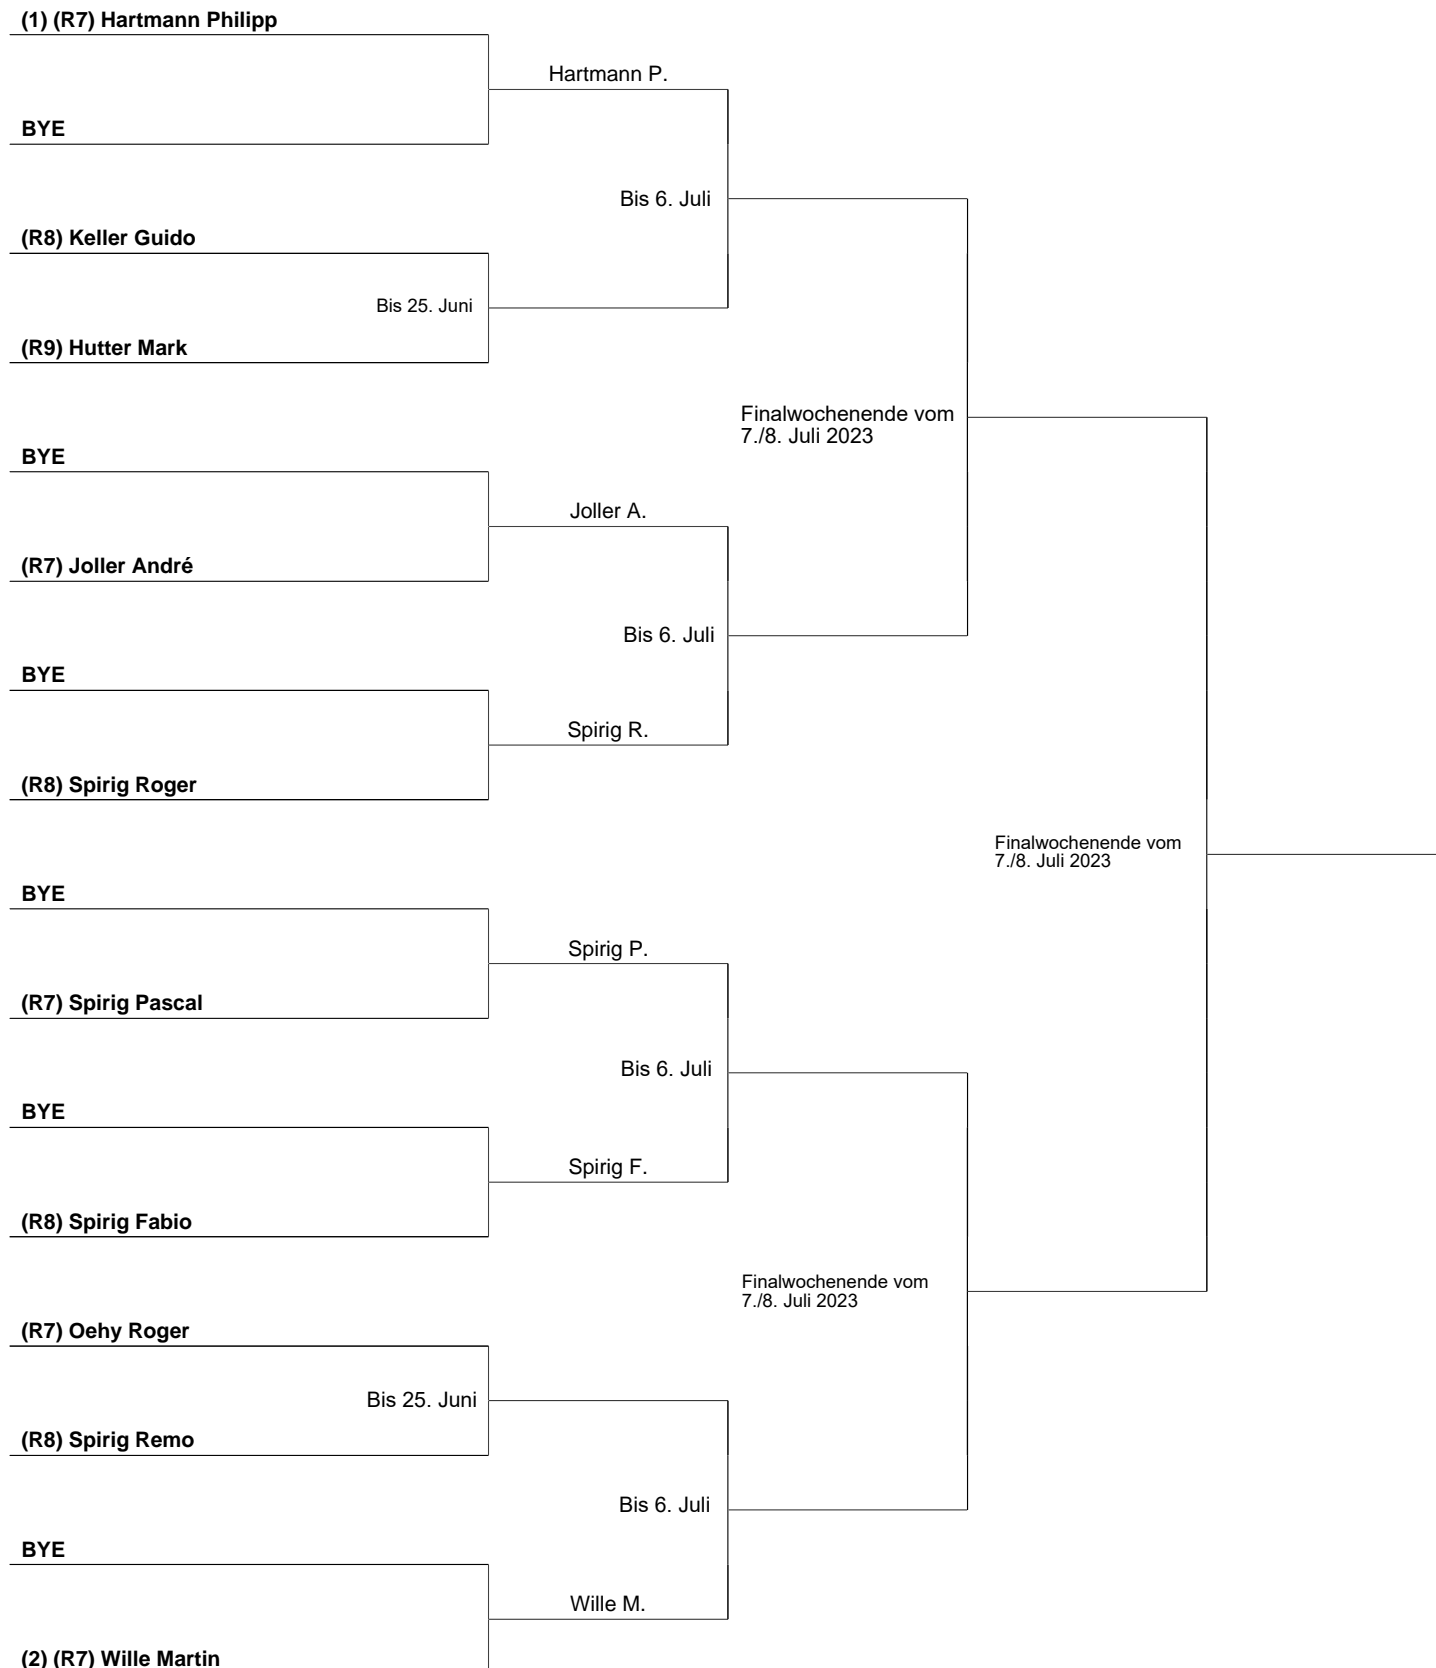 (1) (R7) Hartmann Philipp
Hartmann P.
BYE
Bis 6. Juli
(R8) Keller Guido
Bis 25. Juni
(R9) Hutter Mark
Finalwochenende vom
7./8. Juli 2023
BYE
Joller A.
(R7) Joller André
Bis 6. Juli
BYE
Spirig R.
(R8) Spirig Roger
Finalwochenende vom
7./8. Juli 2023
BYE
Spirig P.
(R7) Spirig Pascal
Bis 6. Juli
BYE
Spirig F.
(R8) Spirig Fabio
Finalwochenende vom
7./8. Juli 2023
(R7) Oehy Roger
Bis 25. Juni
(R8) Spirig Remo
Bis 6. Juli
BYE
Wille M.
(2) (R7) Wille Martin